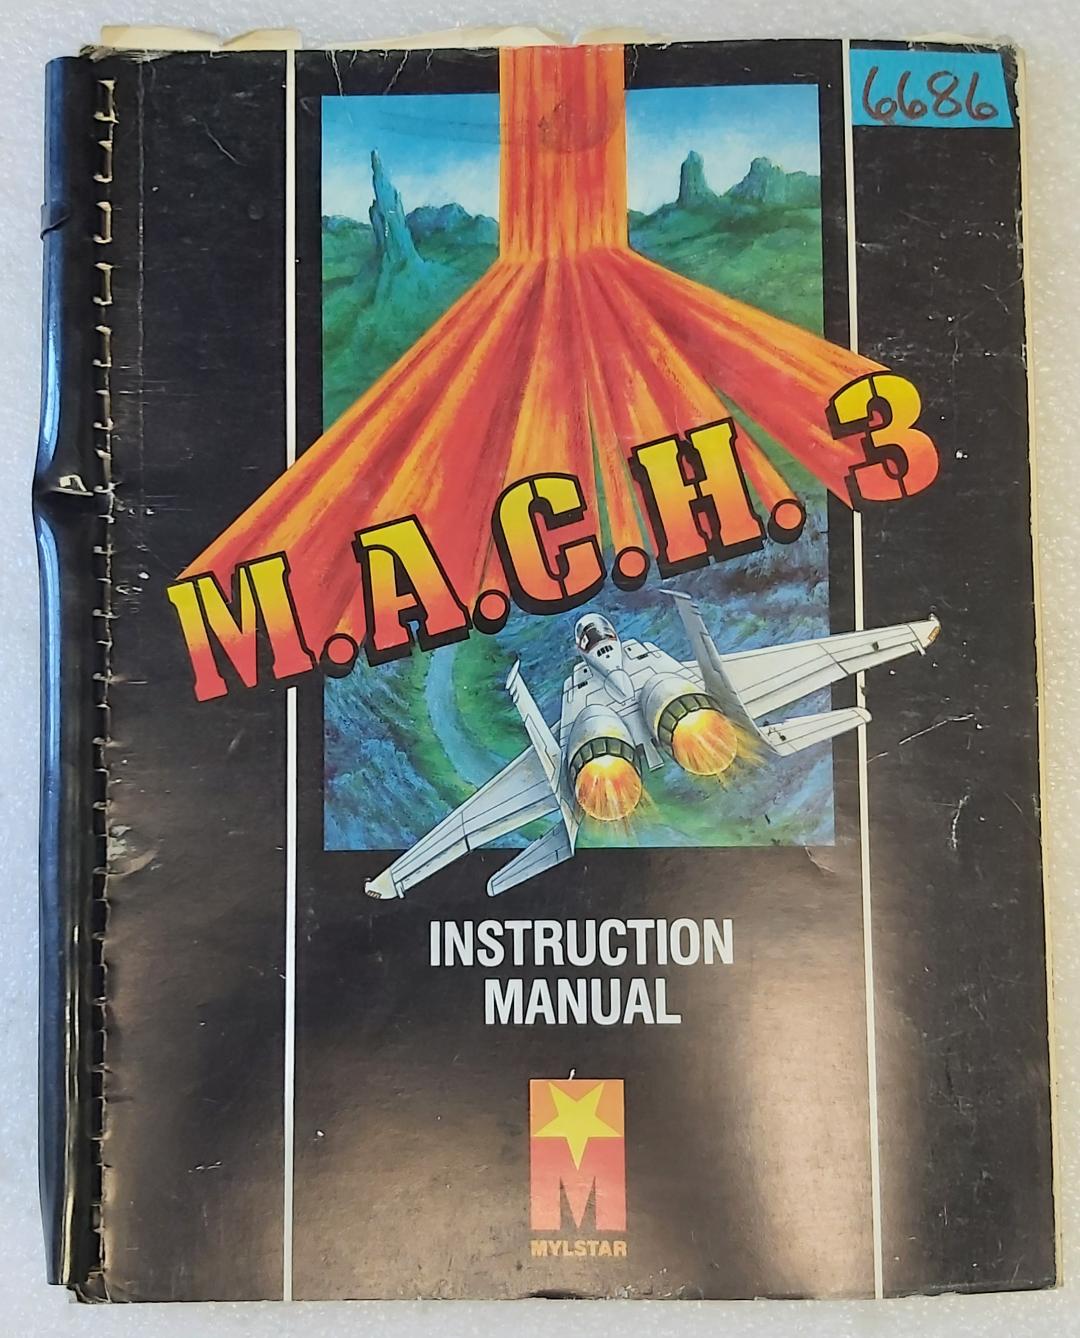 6686
M.A.C.H. 3
INSTRUCTION
MANUAL
M
MYLSTAR